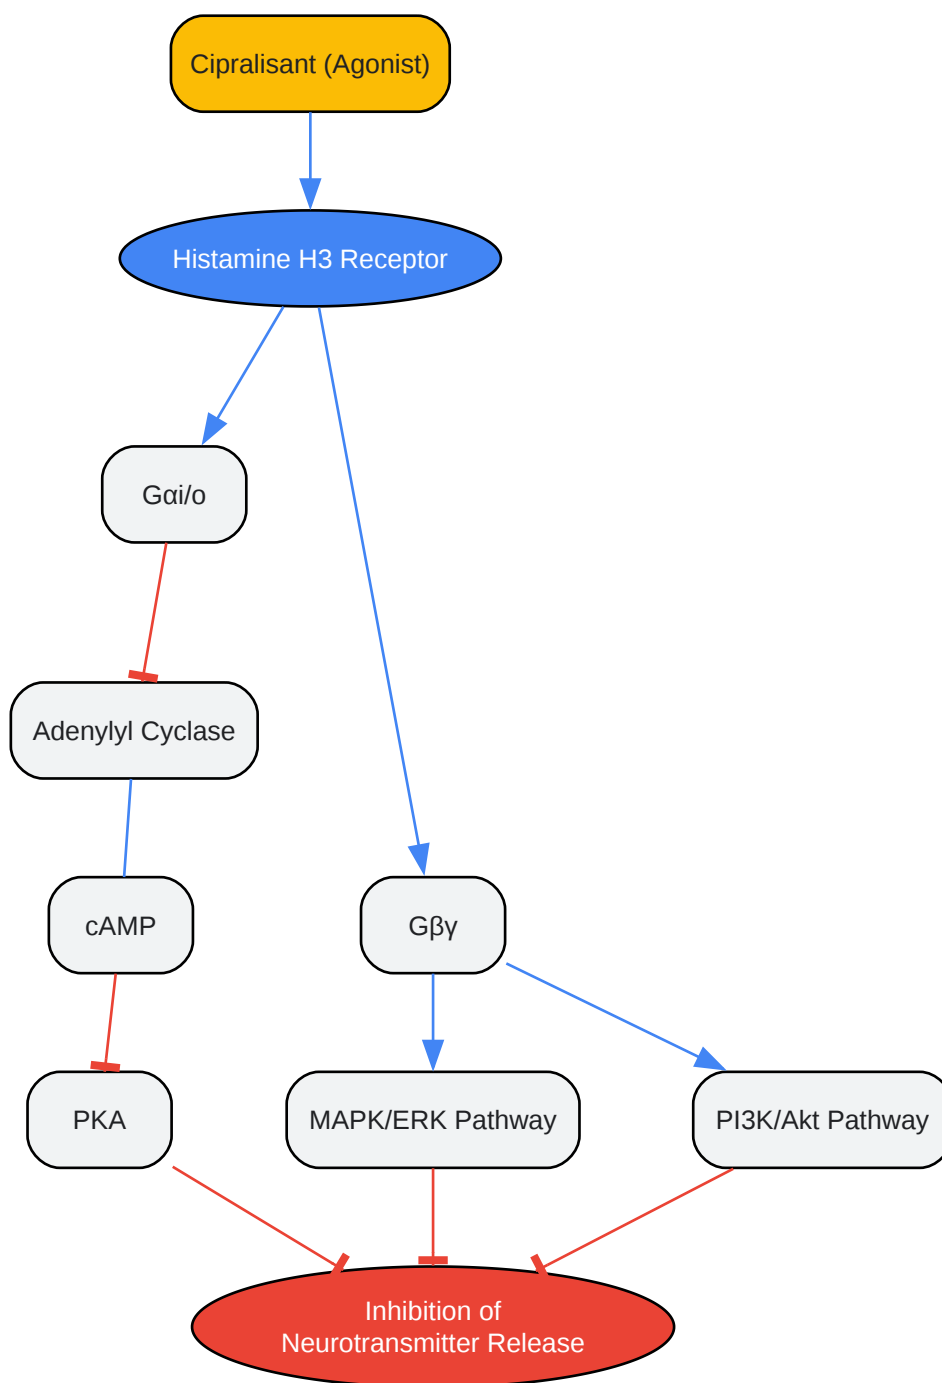 Cipralisant (Agonist)
Histamine H3 Receptor
Gαi/o
Adenylyl Cyclase
cAMP
Gβγ
PKA
MAPK/ERK Pathway
PI3K/Akt Pathway
Inhibition of
Neurotransmitter Release